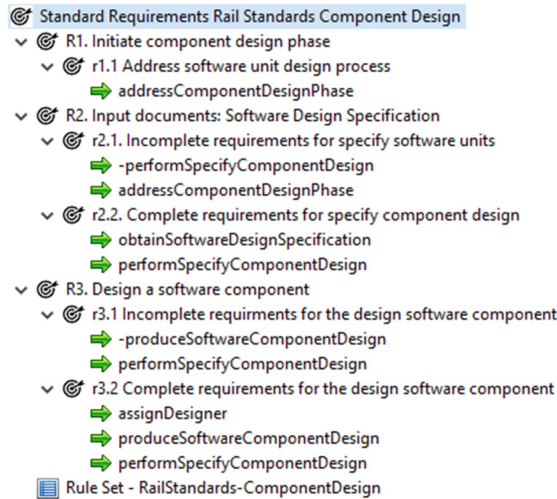 Standard Requirements Rail Standards Component Design
R1. Initiate component design phase
r1.1 Address software unit design process
addressComponentDesignPhase
R2. Input documents: Software Design Specification
r2.1. Incomplete requirements for specify software units
-performSpecifyComponentDesign
addressComponentDesignPhase
r2.2. Complete requirements for specify component design
obtainSoftwareDesignSpecification
performSpecifyComponentDesign
R3. Design a software component
r3.1 Incomplete requirments for the design software component
-produceSoftwareComponentDesign
performSpecifyComponentDesign
r3.2 Complete requirements for the design software component
assignDesigner
produceSoftwareComponentDesign
performSpecifyComponentDesign
Rule Set - RailStandards-ComponentDesign